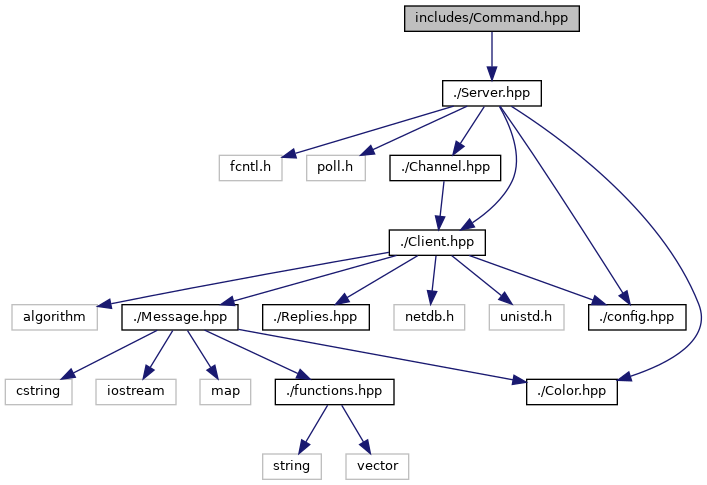 includes/Command.hpp
./Server.hpp
fcntl.h
poll.h
./Channel.hpp
./Client.hpp
algorithm
./Message.hpp
./Replies.hpp
netdb.h
unistd.h
./config.hpp
cstring
iostream
map
./functions.hpp
./Color.hpp
string
vector